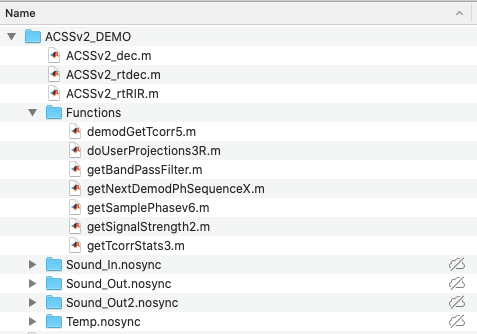 Name
ACSSv2_DEMO
ACSSv2_dec.m
ACSSv2_rtdec.m
ACSSv2_rtRIR.m
Functions
demodGetTcorr5.m
doUserProjections3R.m
getBandPassFilter.m
getNextDemodPhSequenceX.m
getSamplePhasev6.m
getSignalStrength2.m
getTcorrStats3.m
Sound_In.nosync
Sound_Out.nosync
Sound_Out2.nosync
Temp.nosync